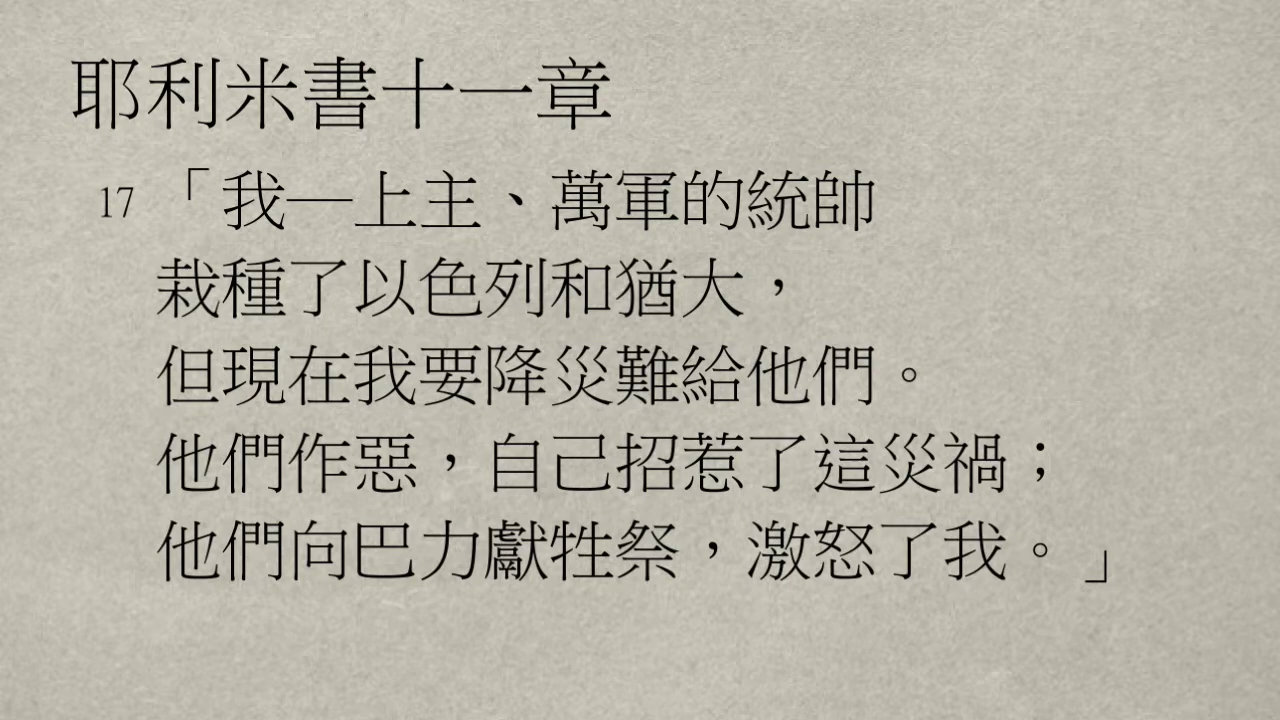 耶利米書十一章
17 「我—上主、萬軍的統帥
栽種了以色列和猶大，
但現在我要降災難給他們。
他們作惡，自己招惹了這災禍；
他們向巴力獻牲祭，激怒了我。」